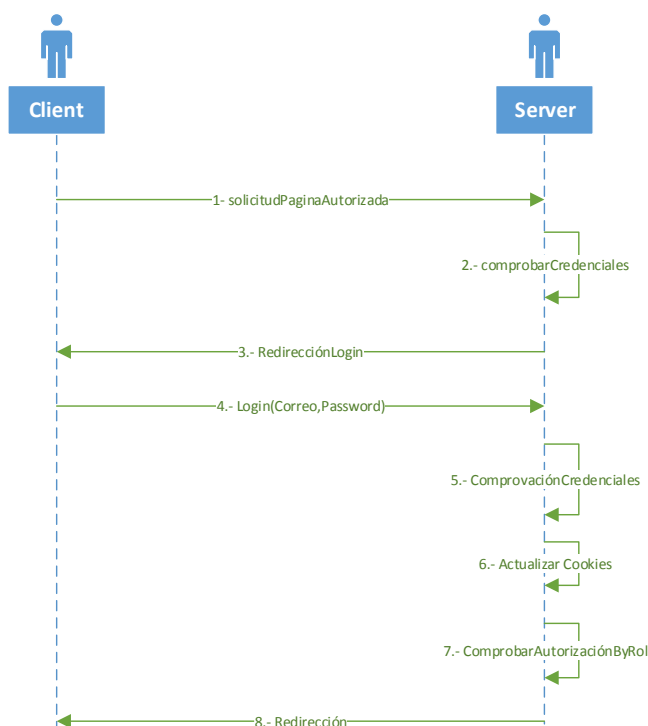 Client
Server
1- solicitudPaginaAutorizada
2.- comprobarCredenciales
3.- RedirecciónLogin
4.- Login(Correo,Password)
5.- ComprovaciónCredenciales
6.- Actualizar Cookies
7.- ComprobarAutorizaciónByRol
8.- Redirección